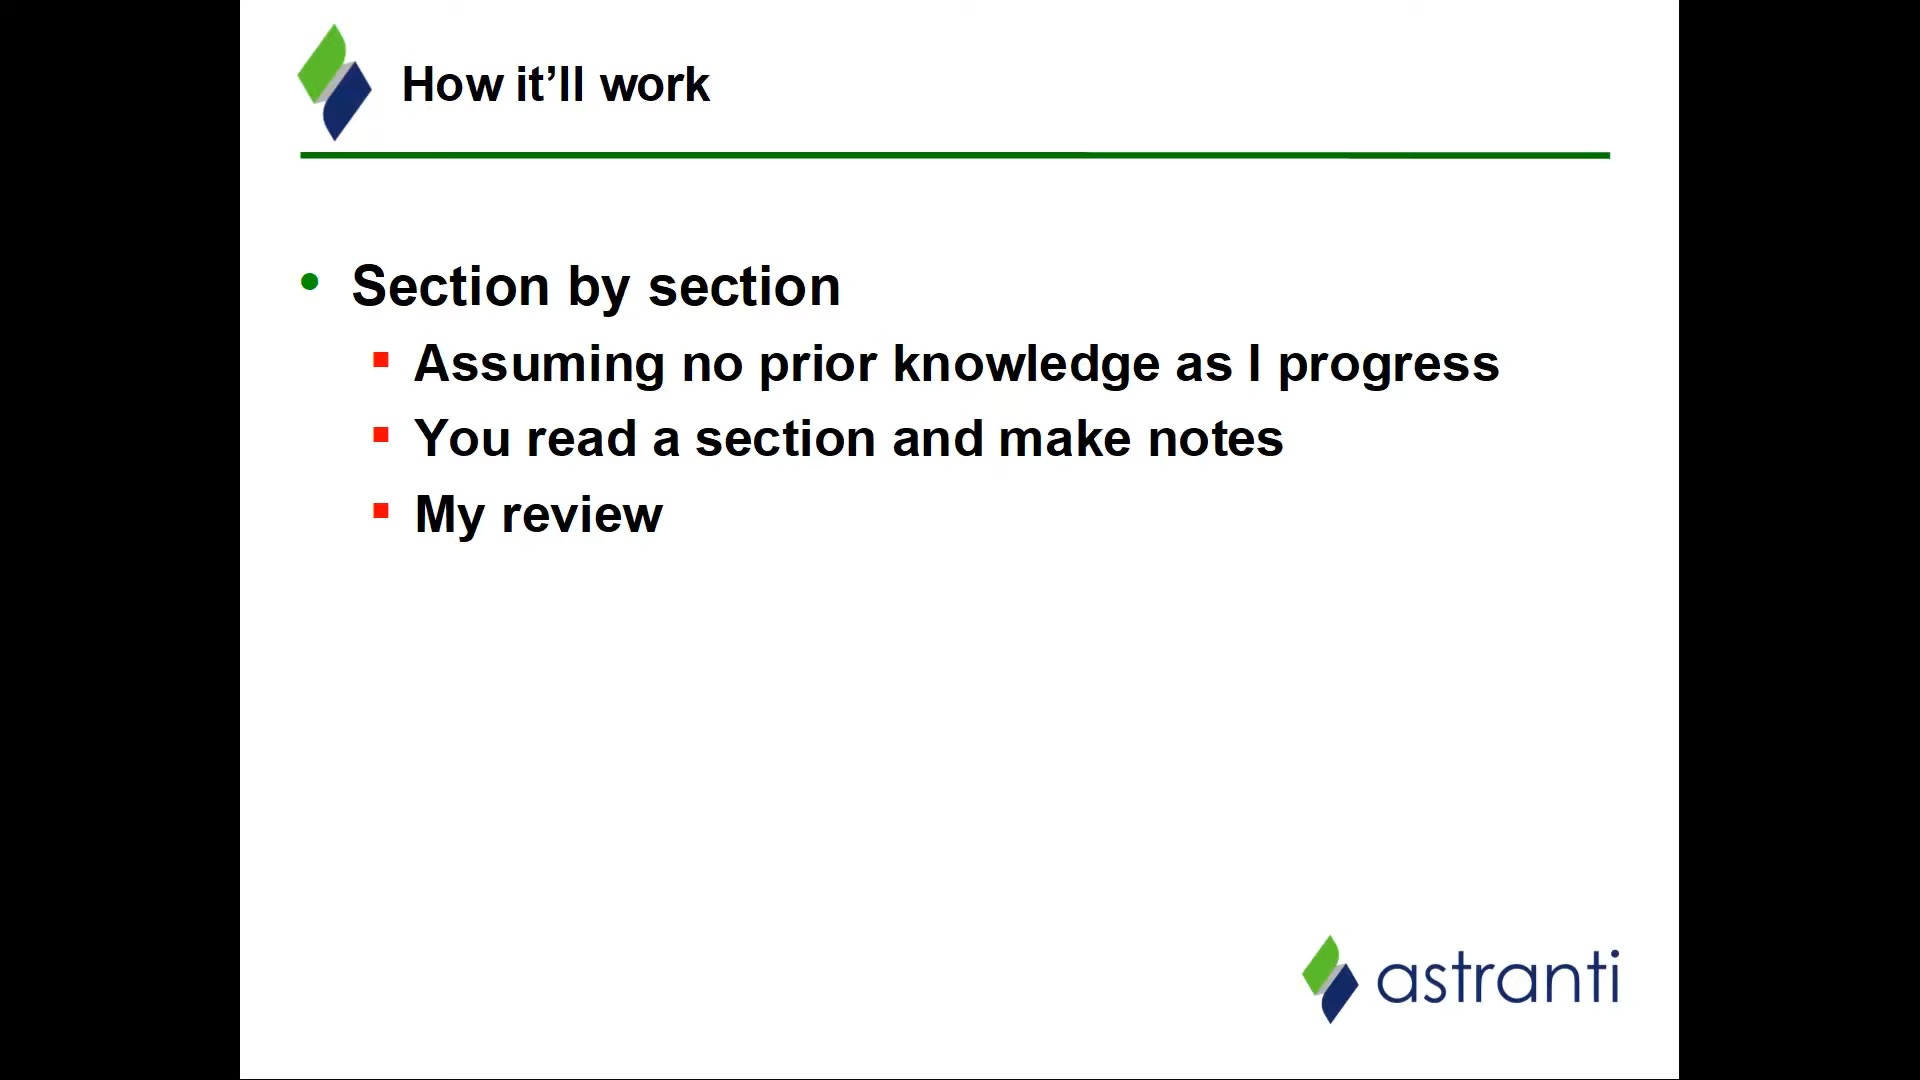 How it’ll work
• Section by section
▪ Assuming no prior knowledge as I progress
▪ You read a section and make notes
▪ My review
astranti